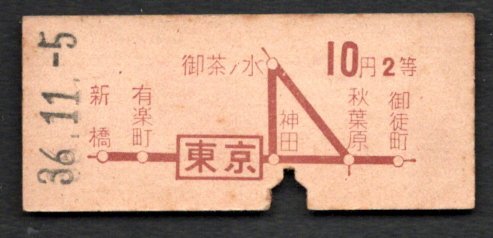 36.11.-5
御茶ノ水
10円2等
新橋
有楽町
東京
神田
秋葉原
御徒町